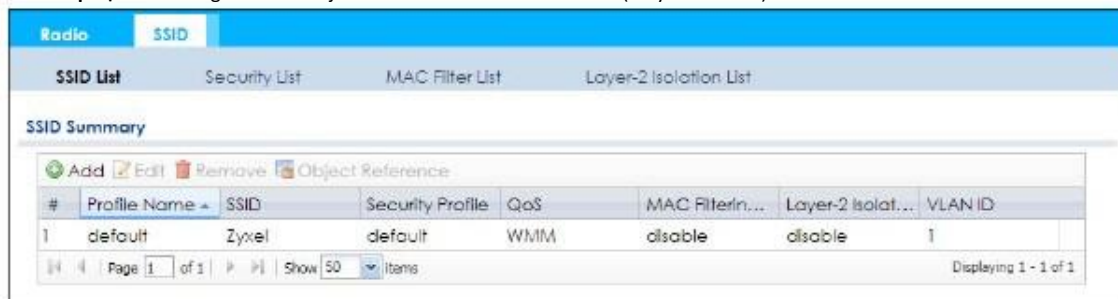 Radio SSID
SSID List Security List MAC Filter List Layer-2 Isolation List
SSID Summary
Add Edit Remove Object Reference
# Profile Name SSID Security Profile QoS MAC Filterin... Layer-2 Isolat... VLAN ID
1 default Zyxel default WMM disable disable 1
Page 1 of 1 Show 50 items Displaying 1 - 1 of 1